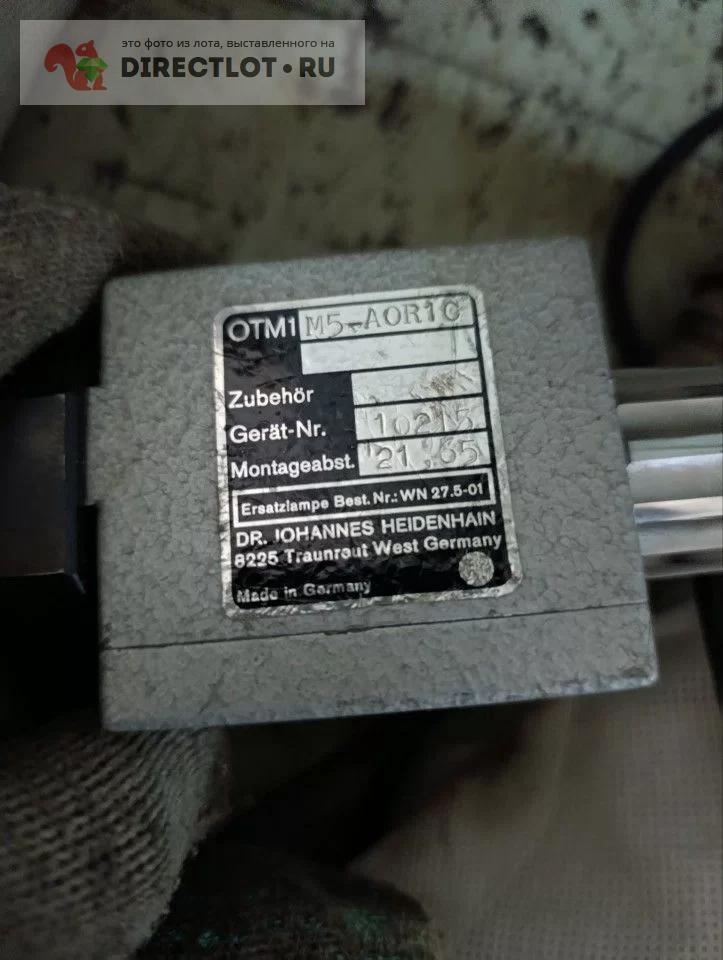 это фото из лота, выставленного на
DIRECTLOT•RU
OTM1 M5-AOR1C
Zubehör
Gerät-Nr. 10215
Montageabst. 21.65
Ersatzlampe Best. Nr.: WN 27.5-01
DR. JOHANNES HEIDENHAIN
8225 Traunreut West Germany
Made in Germany